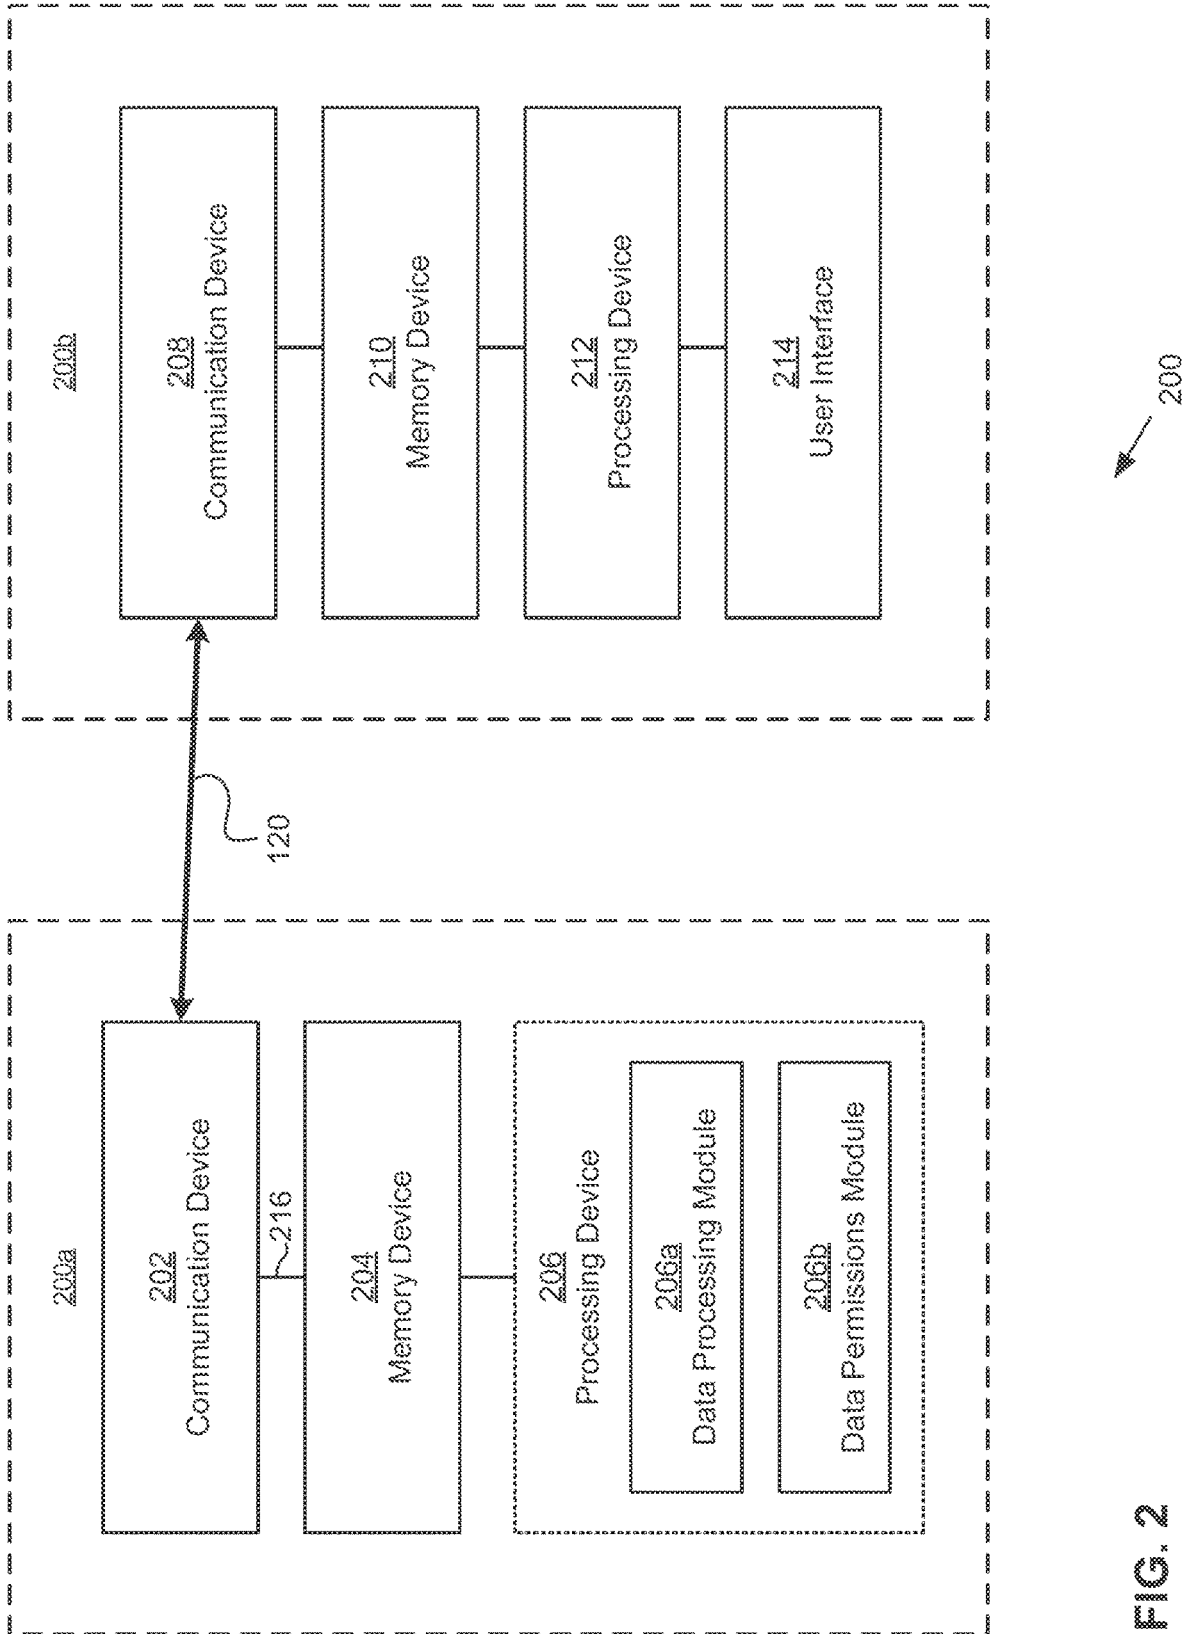 200a
202
Communication Device
216
204
Memory Device
206
Processing Device
206a
Data Processing Module
206b
Data Permissions Module
120
200b
208
Communication Device
210
Memory Device
212
Processing Device
214
User Interface
200
FIG. 2